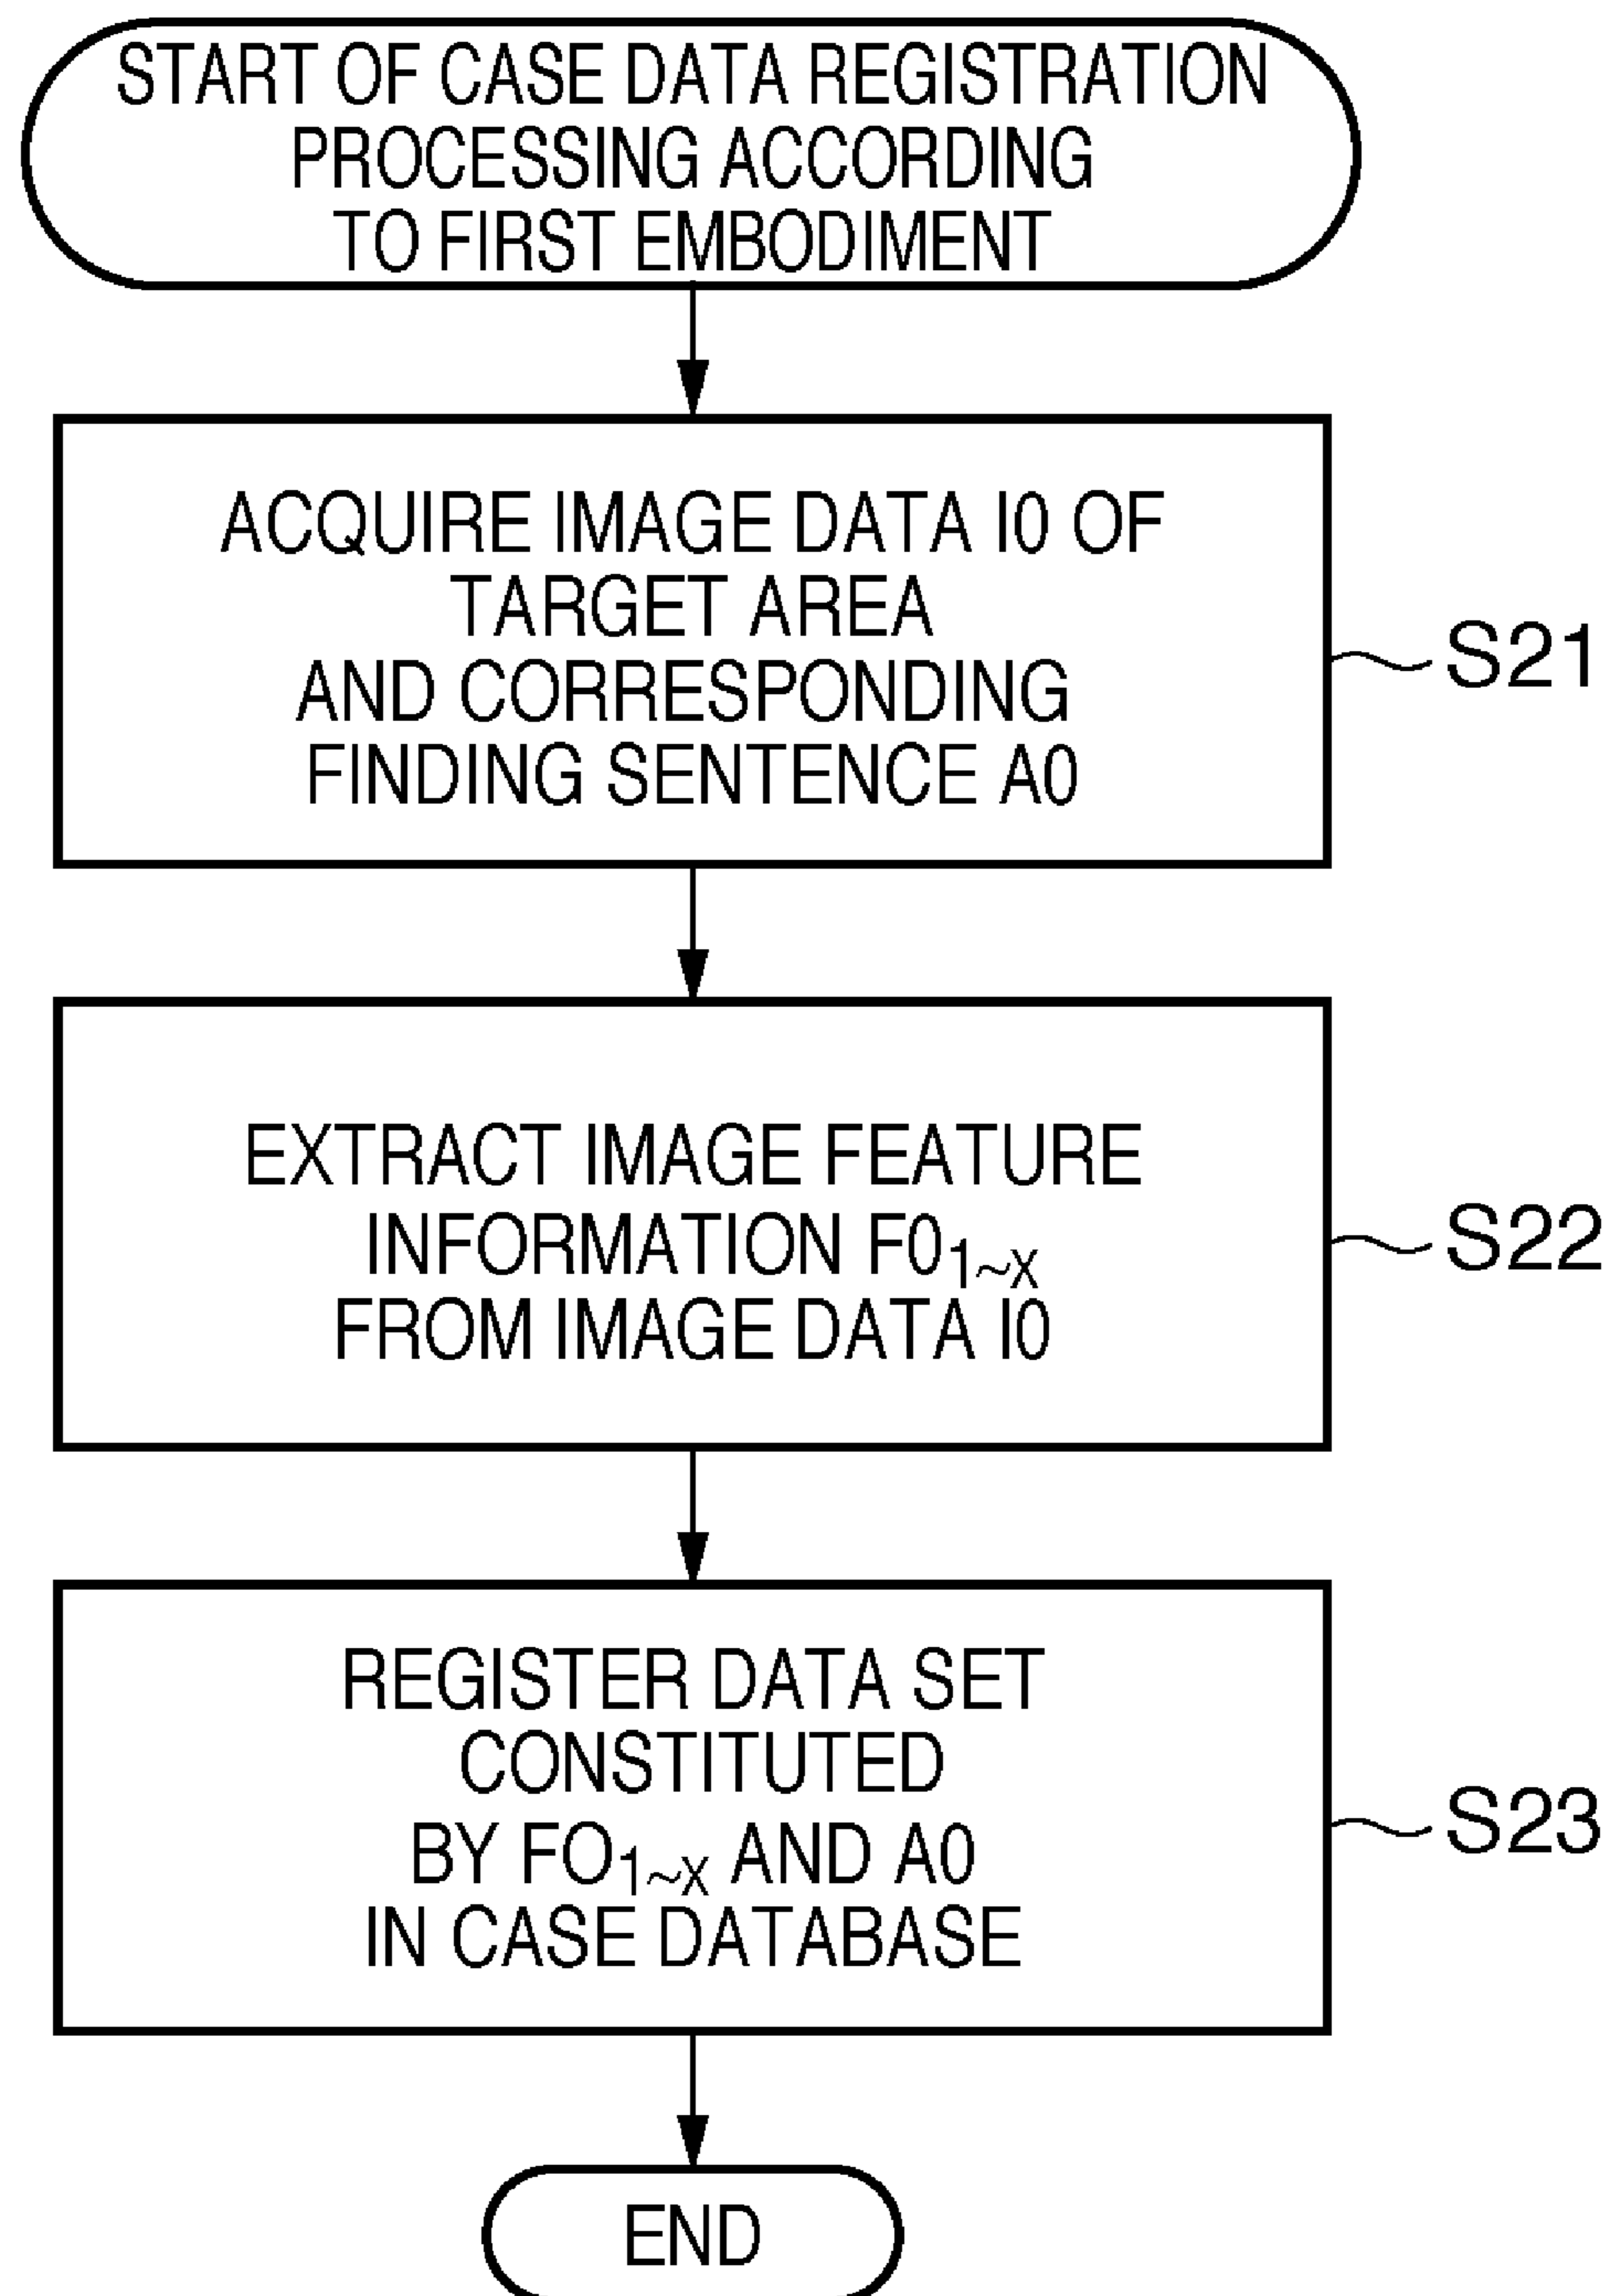 START OF CASE DATA REGISTRATION
PROCESSING ACCORDING
TO FIRST EMBODIMENT
ACQUIRE IMAGE DATA I0 OF
TARGET AREA
AND CORRESPONDING
FINDING SENTENCE A0
S21
EXTRACT IMAGE FEATURE
INFORMATION F01~X
FROM IMAGE DATA I0
S22
REGISTER DATA SET
CONSTITUTED
BY FO1~X AND A0
IN CASE DATABASE
S23
END